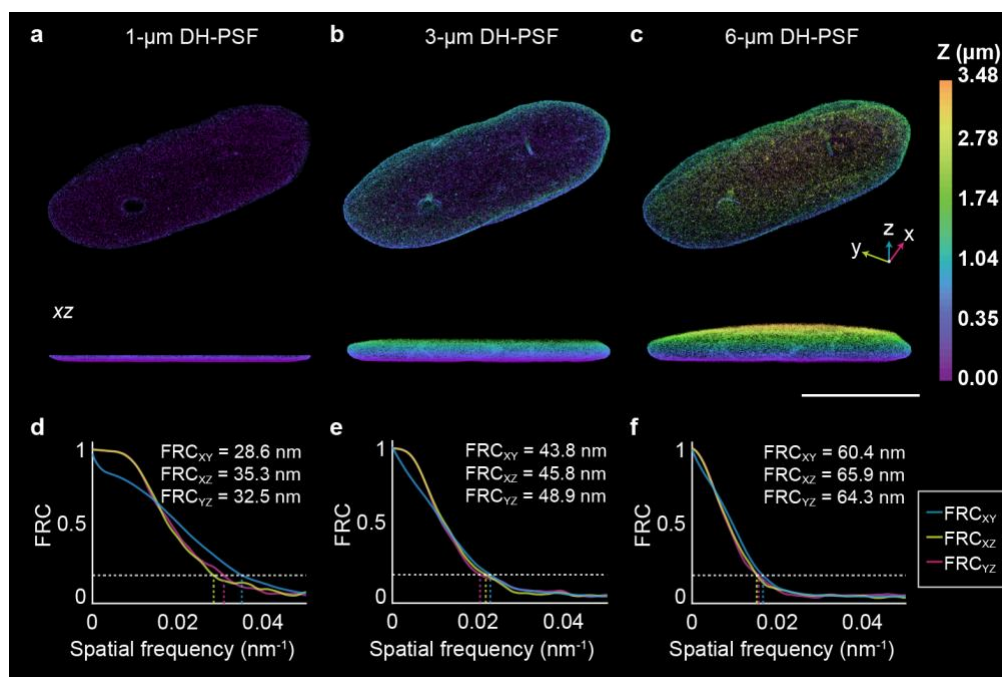 a 1-μm DH-PSF
b 3-μm DH-PSF
c 6-μm DH-PSF
Z (μm)
3.48
2.78
1.74
1.04
0.35
0.00
z
x
y
xz
d
1
0.5
0
FRC
FRCXY = 28.6 nm
FRCXZ = 35.3 nm
FRCYZ = 32.5 nm
0 0.02 0.04
Spatial frequency (nm-1)
e
1
0.5
0
FRCXY = 43.8 nm
FRCXZ = 45.8 nm
FRCYZ = 48.9 nm
0 0.02 0.04
Spatial frequency (nm-1)
f
1
0.5
0
FRCXY = 60.4 nm
FRCXZ = 65.9 nm
FRCYZ = 64.3 nm
0 0.02 0.04
Spatial frequency (nm-1)
FRCXY
FRCXZ
FRCYZ